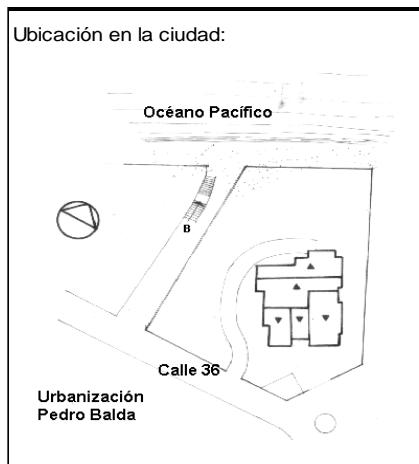 Ubicación en la ciudad:
Océano Pacífico
B
Calle 36
Urbanización
Pedro Balda